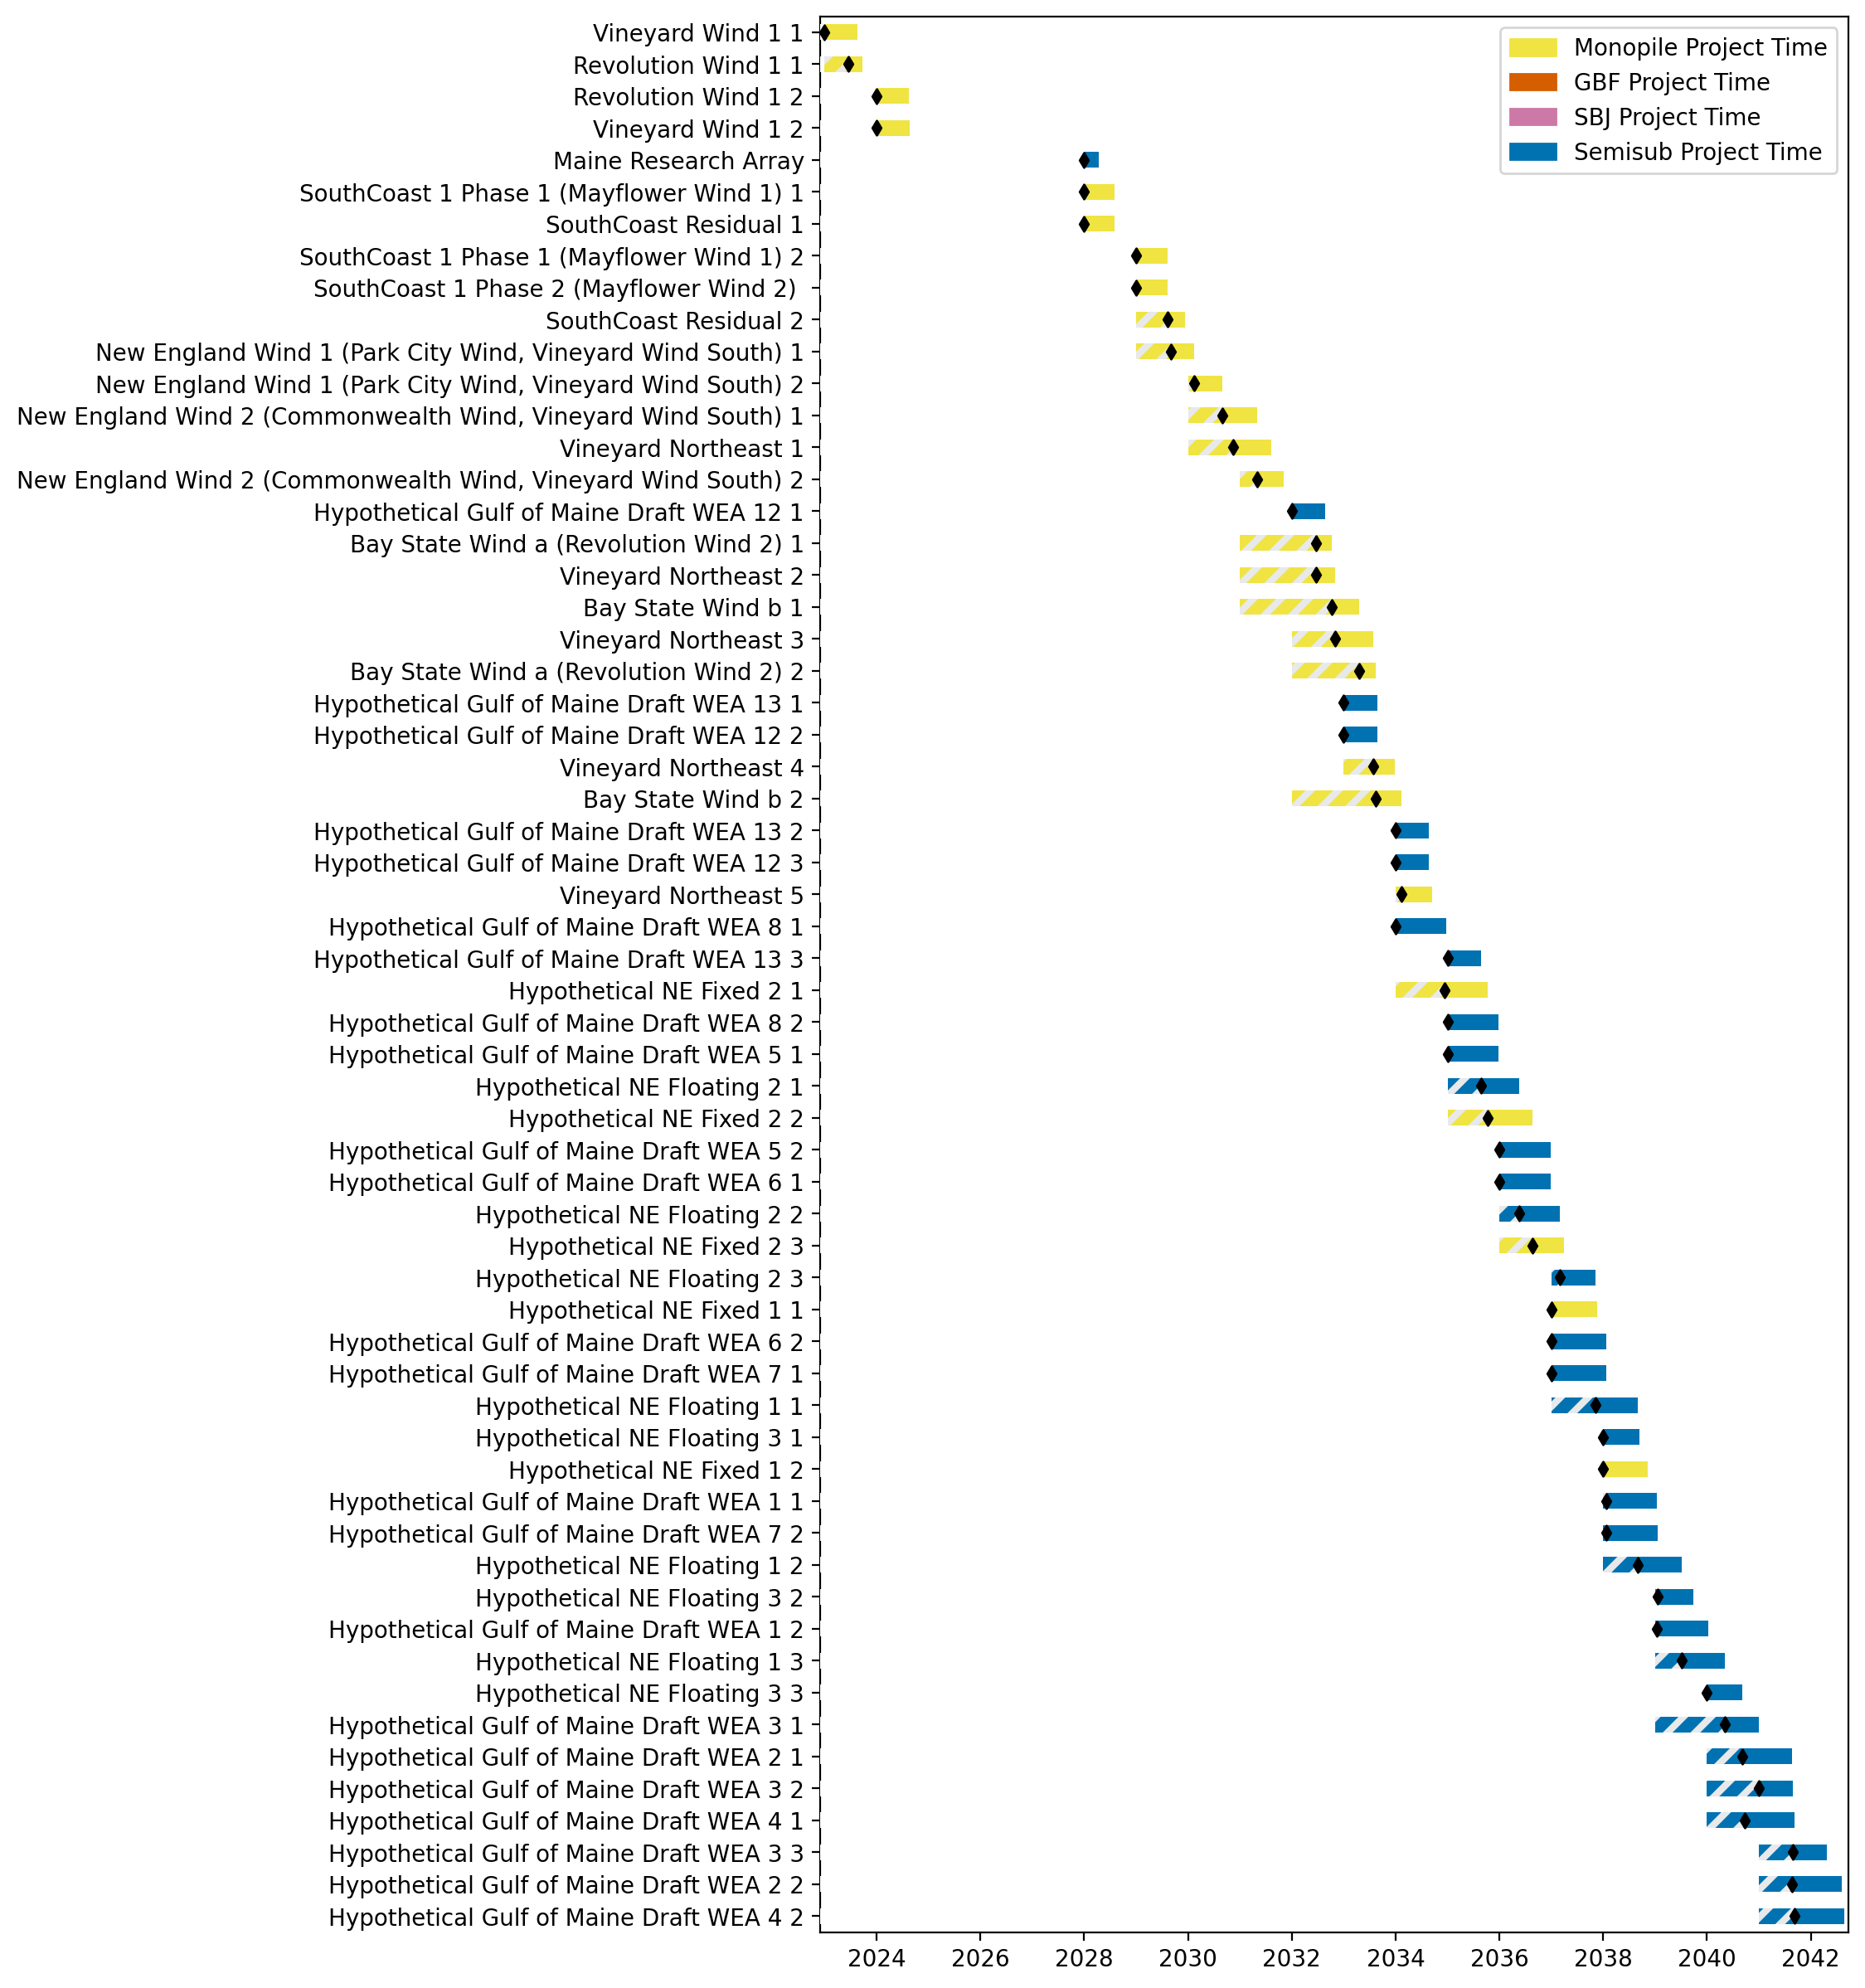 Vineyard Wind 1 1
Revolution Wind 1 1
Revolution Wind 1 2
Vineyard Wind 1 2
Maine Research Array
SouthCoast 1 Phase 1 (Mayflower Wind 1) 1
SouthCoast Residual 1
SouthCoast 1 Phase 1 (Mayflower Wind 1) 2
SouthCoast 1 Phase 2 (Mayflower Wind 2)
SouthCoast Residual 2
New England Wind 1 (Park City Wind, Vineyard Wind South) 1
New England Wind 1 (Park City Wind, Vineyard Wind South) 2
New England Wind 2 (Commonwealth Wind, Vineyard Wind South) 1
Vineyard Northeast 1
New England Wind 2 (Commonwealth Wind, Vineyard Wind South) 2
Hypothetical Gulf of Maine Draft WEA 12 1
Bay State Wind a (Revolution Wind 2) 1
Vineyard Northeast 2
Bay State Wind b 1
Vineyard Northeast 3
Bay State Wind a (Revolution Wind 2) 2
Hypothetical Gulf of Maine Draft WEA 13 1
Hypothetical Gulf of Maine Draft WEA 12 2
Vineyard Northeast 4
Bay State Wind b 2
Hypothetical Gulf of Maine Draft WEA 13 2
Hypothetical Gulf of Maine Draft WEA 12 3
Vineyard Northeast 5
Hypothetical Gulf of Maine Draft WEA 8 1
Hypothetical Gulf of Maine Draft WEA 13 3
Hypothetical NE Fixed 2 1
Hypothetical Gulf of Maine Draft WEA 8 2
Hypothetical Gulf of Maine Draft WEA 5 1
Hypothetical NE Floating 2 1
Hypothetical NE Fixed 2 2
Hypothetical Gulf of Maine Draft WEA 5 2
Hypothetical Gulf of Maine Draft WEA 6 1
Hypothetical NE Floating 2 2
Hypothetical NE Fixed 2 3
Hypothetical NE Floating 2 3
Hypothetical NE Fixed 1 1
Hypothetical Gulf of Maine Draft WEA 6 2
Hypothetical Gulf of Maine Draft WEA 7 1
Hypothetical NE Floating 1 1
Hypothetical NE Floating 3 1
Hypothetical NE Fixed 1 2
Hypothetical Gulf of Maine Draft WEA 1 1
Hypothetical Gulf of Maine Draft WEA 7 2
Hypothetical NE Floating 1 2
Hypothetical NE Floating 3 2
Hypothetical Gulf of Maine Draft WEA 1 2
Hypothetical NE Floating 1 3
Hypothetical NE Floating 3 3
Hypothetical Gulf of Maine Draft WEA 3 1
Hypothetical Gulf of Maine Draft WEA 2 1
Hypothetical Gulf of Maine Draft WEA 3 2
Hypothetical Gulf of Maine Draft WEA 4 1
Hypothetical Gulf of Maine Draft WEA 3 3
Hypothetical Gulf of Maine Draft WEA 2 2
Hypothetical Gulf of Maine Draft WEA 4 2
Monopile Project Time
GBF Project Time
SBJ Project Time
Semisub Project Time
2024 2026 2028 2030 2032 2034 2036 2038 2040 2042